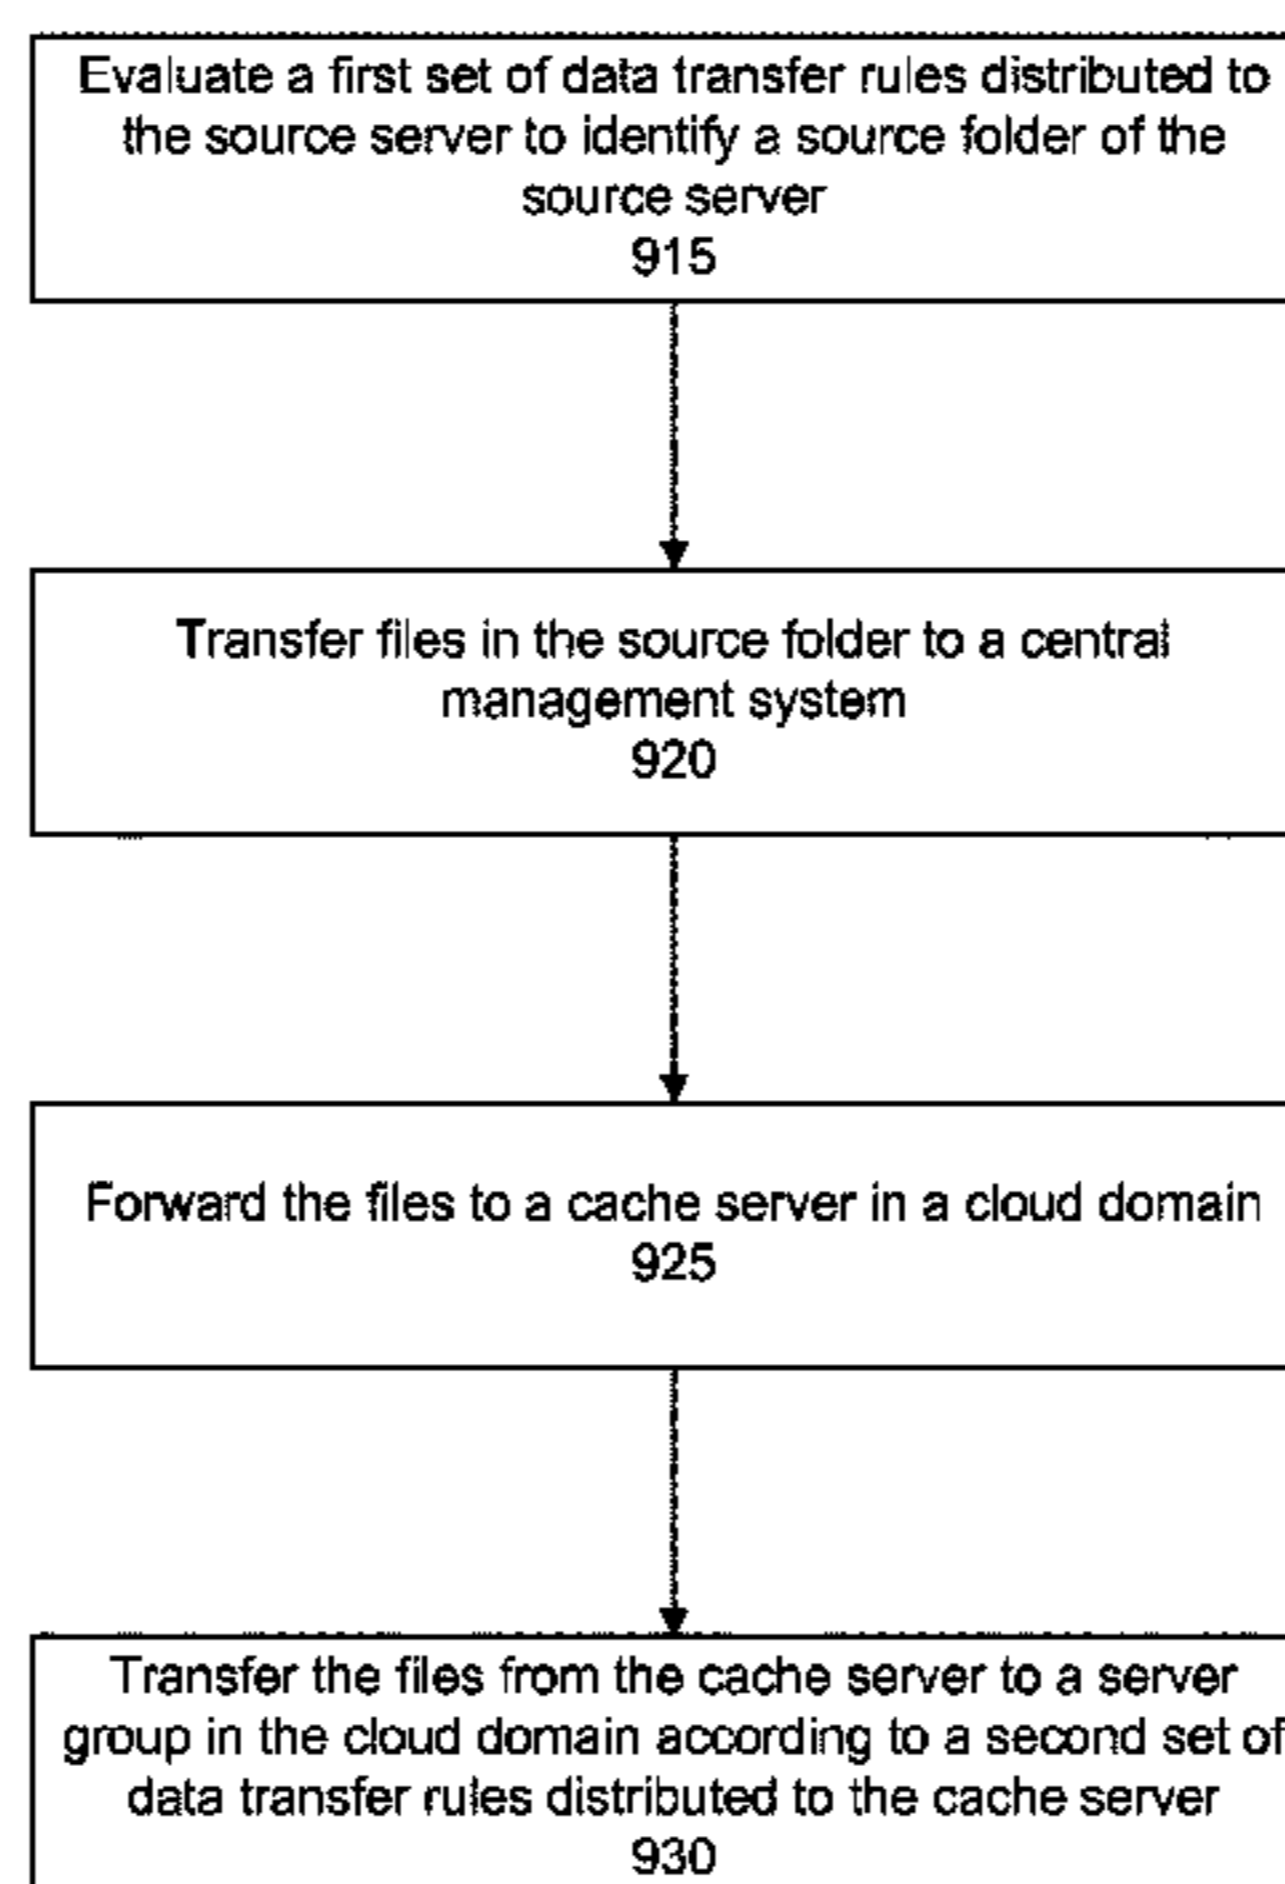 Evaluate a first set of data transfer rules distributed to
the source server to identify a source folder of the
source server
915
Transfer files in the source folder to a central
management system
920
Forward the files to a cache server in a cloud domain
925
Transfer the files from the cache server to a server
group in the cloud domain according to a second set of
data transfer rules distributed to the cache server
930